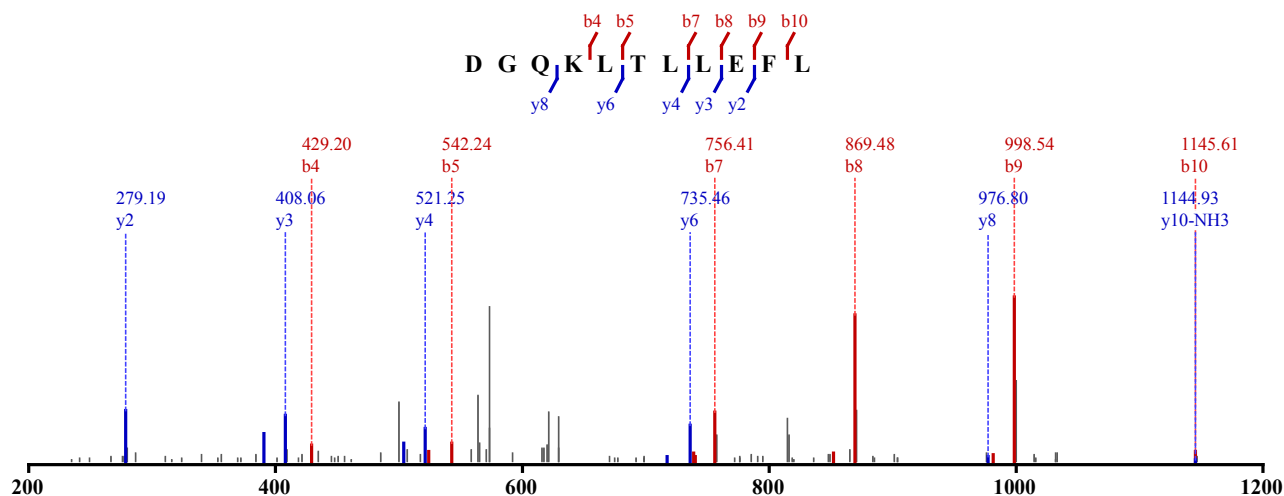 b4 b5 b7 b8 b9 b10
D G Q K L T L L E F L
y8 y6 y4 y3 y2
429.20 542.24 756.41 869.48 998.54 1145.61
b4 b5 b7 b8 b9 b10
279.19 408.06 521.25 735.46 976.80 1144.93
y2 y3 y4 y6 y8 y10-NH3
200 400 600 800 1000 1200